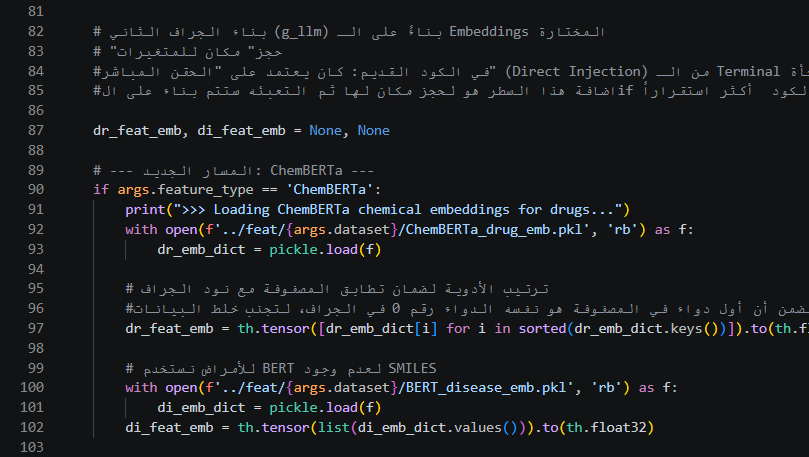 81
82 # بناء الجراف الثاني (g_llm) بناءً على الـ Embeddings المختارة
83 # "حجز" مكان للمتغيرات
84 #في الكود القديم: كان يعتمد على "الحقن المباشر" (Direct Injection) من الـ Terminal
85 #اضافة هذا السطر هو لحجز مكان لها ثم التعيئه ستتم بناء على ال if الكود أكثر استقراراً
86
87 dr_feat_emb, di_feat_emb = None, None
88
89 # --- المسار الجديد: ChemBERTa ---
90 if args.feature_type == 'ChemBERTa':
91 print(">>> Loading ChemBERTa chemical embeddings for drugs...")
92 with open(f'../feat/{args.dataset}/ChemBERTa_drug_emb.pkl', 'rb') as f:
93 dr_emb_dict = pickle.load(f)
94
95 # ترتيب الأدوية لضمان تطابق المصفوفة مع نود الجراف
96 #نضمن أن أول دواء في المصفوفة هو نفسه الدواء رقم 0 في الجراف، لتجنب خلط البيانات
97 dr_feat_emb = th.tensor([dr_emb_dict[i] for i in sorted(dr_emb_dict.keys())]).to(th.fl
98
99 # للأمراض نستخدم BERT لعدم وجود SMILES
100 with open(f'../feat/{args.dataset}/BERT_disease_emb.pkl', 'rb') as f:
101 di_emb_dict = pickle.load(f)
102 di_feat_emb = th.tensor(list(di_emb_dict.values())).to(th.float32)
103